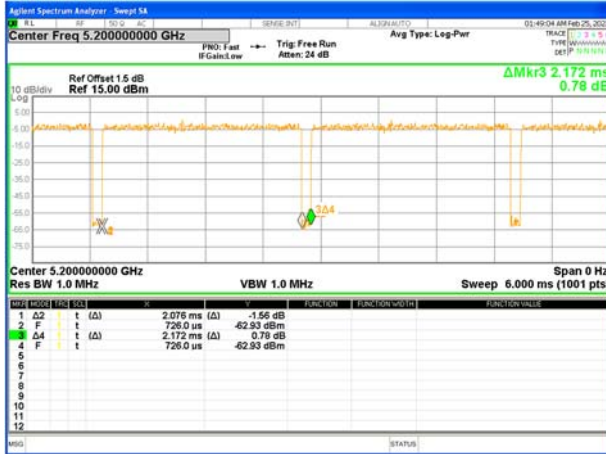 Agilent Spectrum Analyzer - Swept SA
RL RF 50 Ω AC SENSE:INT ALIGNAUTO 01:49:04 AM Feb 25, 202
Center Freq 5.200000000 GHz
PNO: Fast
IFGain:Low
Trig: Free Run
Atten: 24 dB
Avg Type: Log-Pwr
TRACE 1 2 3 4 5
TYPE
DET P N N N N
ΔMkr3 2.172 ms
0.78 dB
Ref Offset 1.5 dB
10 dB/div Ref 15.00 dBm
Log
5.00
-5.00
-15.0
-25.0
-35.0
-45.0
-55.0
-65.0
-75.0
3Δ4
Center 5.200000000 GHz Span 0 Hz
Res BW 1.0 MHz VBW 1.0 MHz Sweep 6.000 ms (1001 pts
MKR MODE TRC SCL X Y FUNCTION FUNCTION WIDTH FUNCTION VALUE
1 Δ2 1 t (Δ) 2.076 ms (Δ) -1.56 dB
2 F 1 t 726.0 us -62.93 dBm
3 Δ4 1 t (Δ) 2.172 ms (Δ) 0.78 dB
4 F 1 t 726.0 us -62.93 dBm
5
6
7
8
9
10
11
12
MSG STATUS